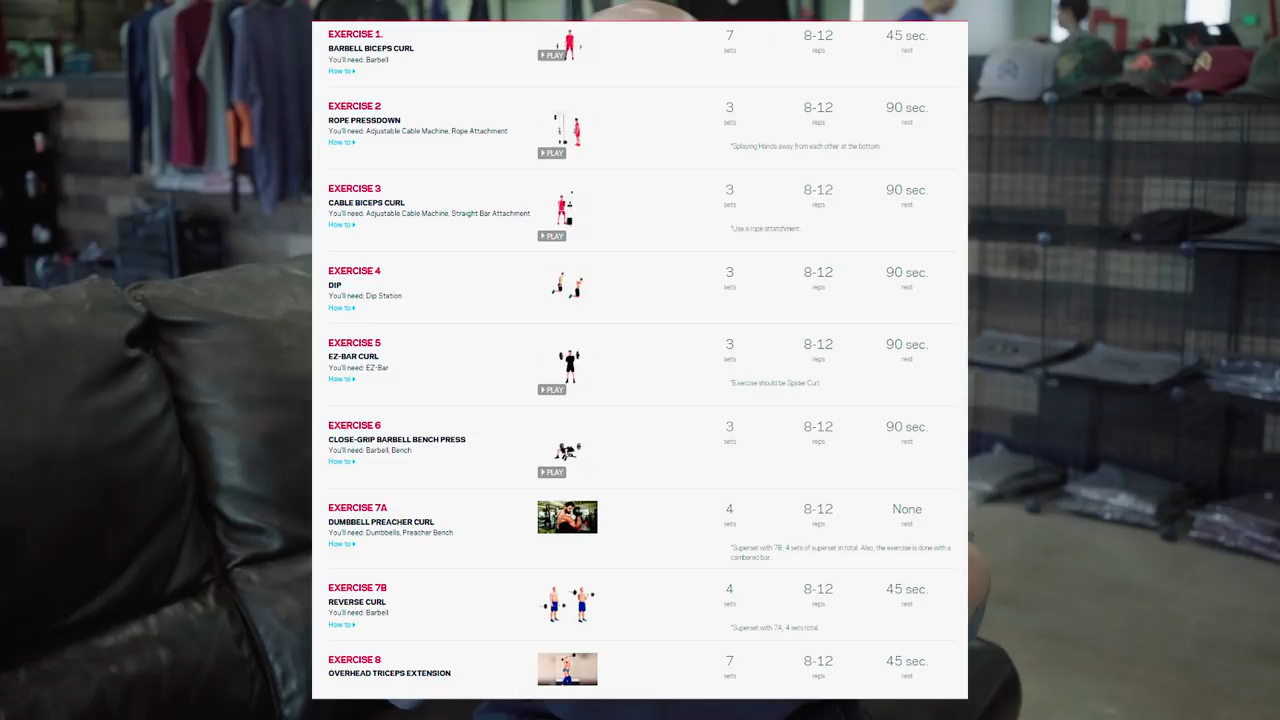 EXERCISE 1.
BARBELL BICEPS CURL
You'll need: Barbell
How to
PLAY
7 8-12 45 sec.
sets reps rest
EXERCISE 2
ROPE PRESSDOWN
You'll need: Adjustable Cable Machine, Rope Attachment
How to
PLAY
3 8-12 90 sec.
sets reps rest
*Splaying Hands away from each other at the bottom.
EXERCISE 3
CABLE BICEPS CURL
You'll need: Adjustable Cable Machine, Straight Bar Attachment
How to
PLAY
3 8-12 90 sec.
sets reps rest
*Use a rope attatchment.
EXERCISE 4
DIP
You'll need: Dip Station
How to
3 8-12 90 sec.
sets reps rest
EXERCISE 5
EZ-BAR CURL
You'll need: EZ-Bar
How to
PLAY
3 8-12 90 sec.
sets reps rest
*Exercise should be Spider Curl.
EXERCISE 6
CLOSE-GRIP BARBELL BENCH PRESS
You'll need: Barbell, Bench
How to
PLAY
3 8-12 90 sec.
sets reps rest
EXERCISE 7A
DUMBBELL PREACHER CURL
You'll need: Dumbbells, Preacher Bench
How to
4 8-12 None
sets reps rest
*Superset with 7B, 4 sets of superset in total. Also, the exercise is done with a
cambered bar.
EXERCISE 7B
REVERSE CURL
You'll need: Barbell
How to
4 8-12 45 sec.
sets reps rest
*Superset with 7A, 4 sets total.
EXERCISE 8
OVERHEAD TRICEPS EXTENSION
7 8-12 45 sec.
sets reps rest